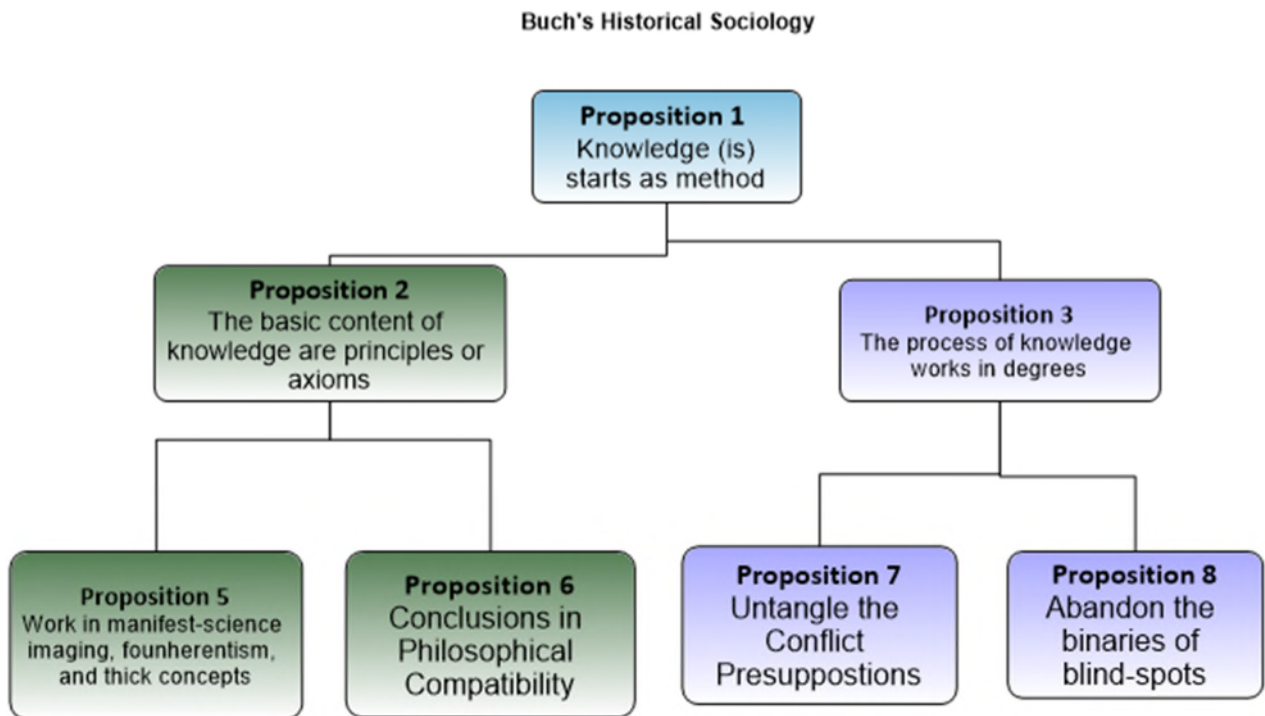 Buch's Historical Sociology
Proposition 1
Knowledge (is)
starts as method
Proposition 2
The basic content of
knowledge are principles or
axioms
Proposition 3
The process of knowledge
works in degrees
Proposition 5
Work in manifest-science
imaging, founherentism,
and thick concepts
Proposition 6
Conclusions in
Philosophical
Compatibility
Proposition 7
Untangle the
Conflict
Presuppostions
Proposition 8
Abandon the
binaries of
blind-spots